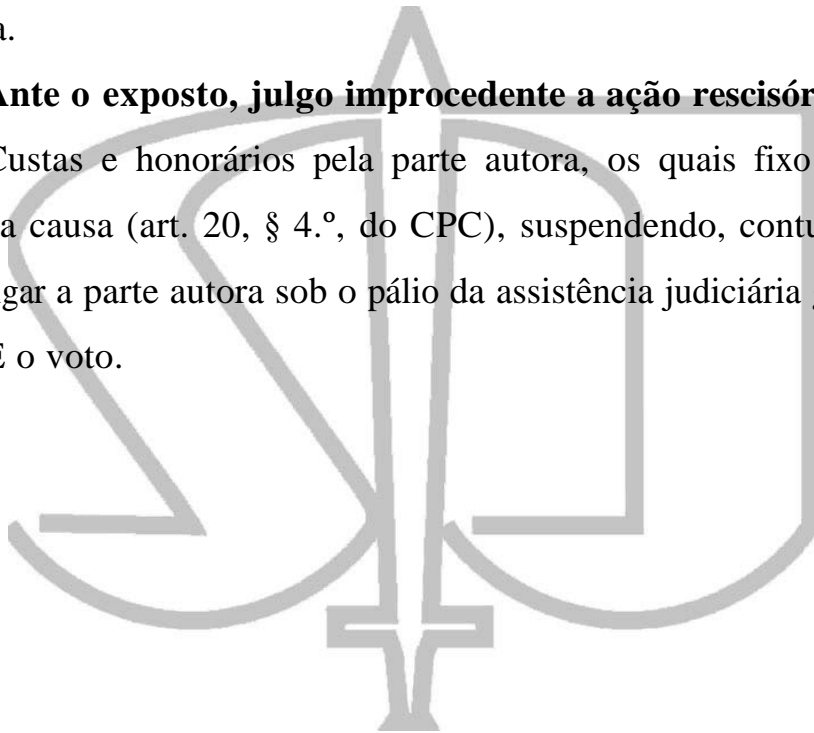 a.
Ante o exposto, julgo improcedente a ação rescisór
Custas e honorários pela parte autora, os quais fixo
a causa (art. 20, § 4.º, do CPC), suspendendo, contu
gar a parte autora sob o pálio da assistência judiciária
É o voto.